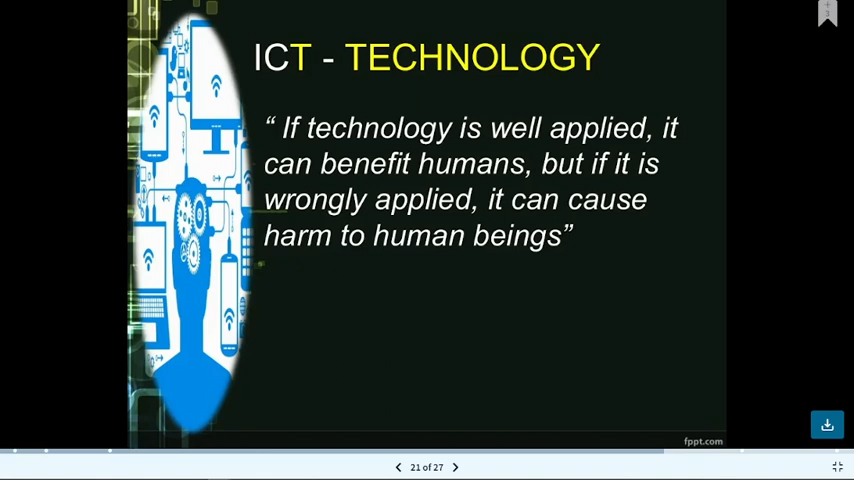 ICT - TECHNOLOGY
“ If technology is well applied, it
can benefit humans, but if it is
wrongly applied, it can cause
harm to human beings”
fppt.com
21 of 27